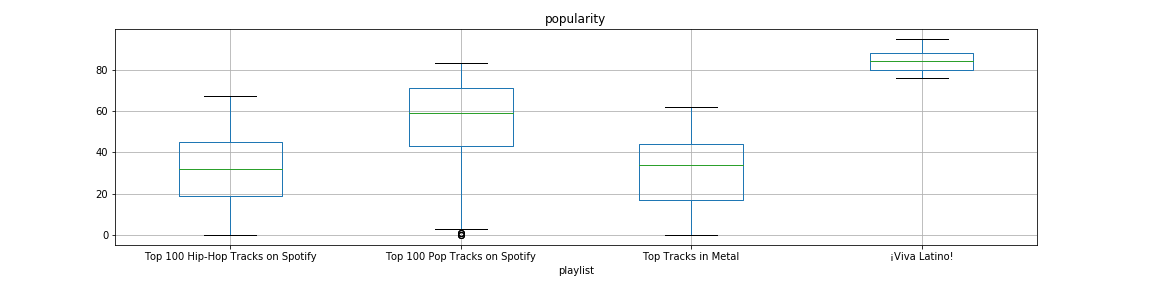 popularity
80
60
40
20
0
Top 100 Hip-Hop Tracks on Spotify
Top 100 Pop Tracks on Spotify
Top Tracks in Metal
¡Viva Latino!
playlist